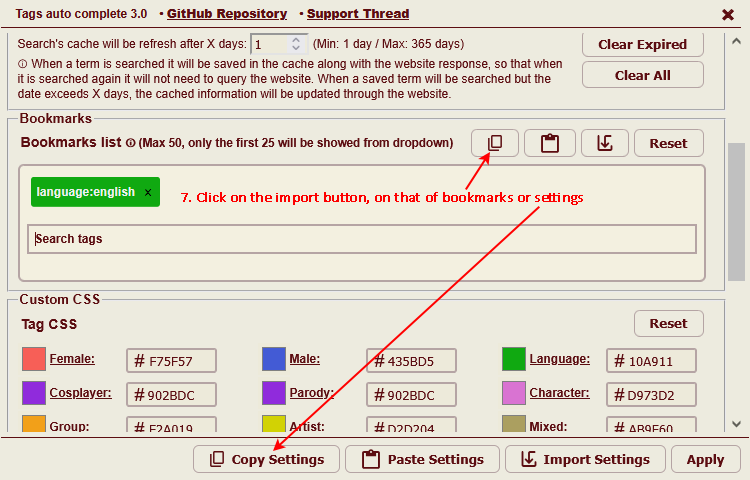 Tags auto complete 3.0 • GitHub Repository • Support Thread
Search's cache will be refresh after X days: 1 (Min: 1 day / Max: 365 days)
Clear Expired
ⓘ When a term is searched it will be saved in the cache along with the website response, so that when
it is searched again it will not need to query the website. When a saved term will be searched but the
date exceeds X days, the cached information will be updated through the website.
Clear All
Bookmarks
Bookmarks list ⓘ (Max 50, only the first 25 will be showed from dropdown)
Reset
language:english x
7. Click on the import button, on that of bookmarks or settings
Search tags
Custom CSS
Tag CSS
Reset
Female: # F75F57 Male: # 435BD5 Language: # 10A911
Cosplayer: # 902BDC Parody: # 902BDC Character: # D973D2
Group: # F2A019 Artist: # D2D204 Mixed: # AB9F60
Copy Settings Paste Settings Import Settings Apply